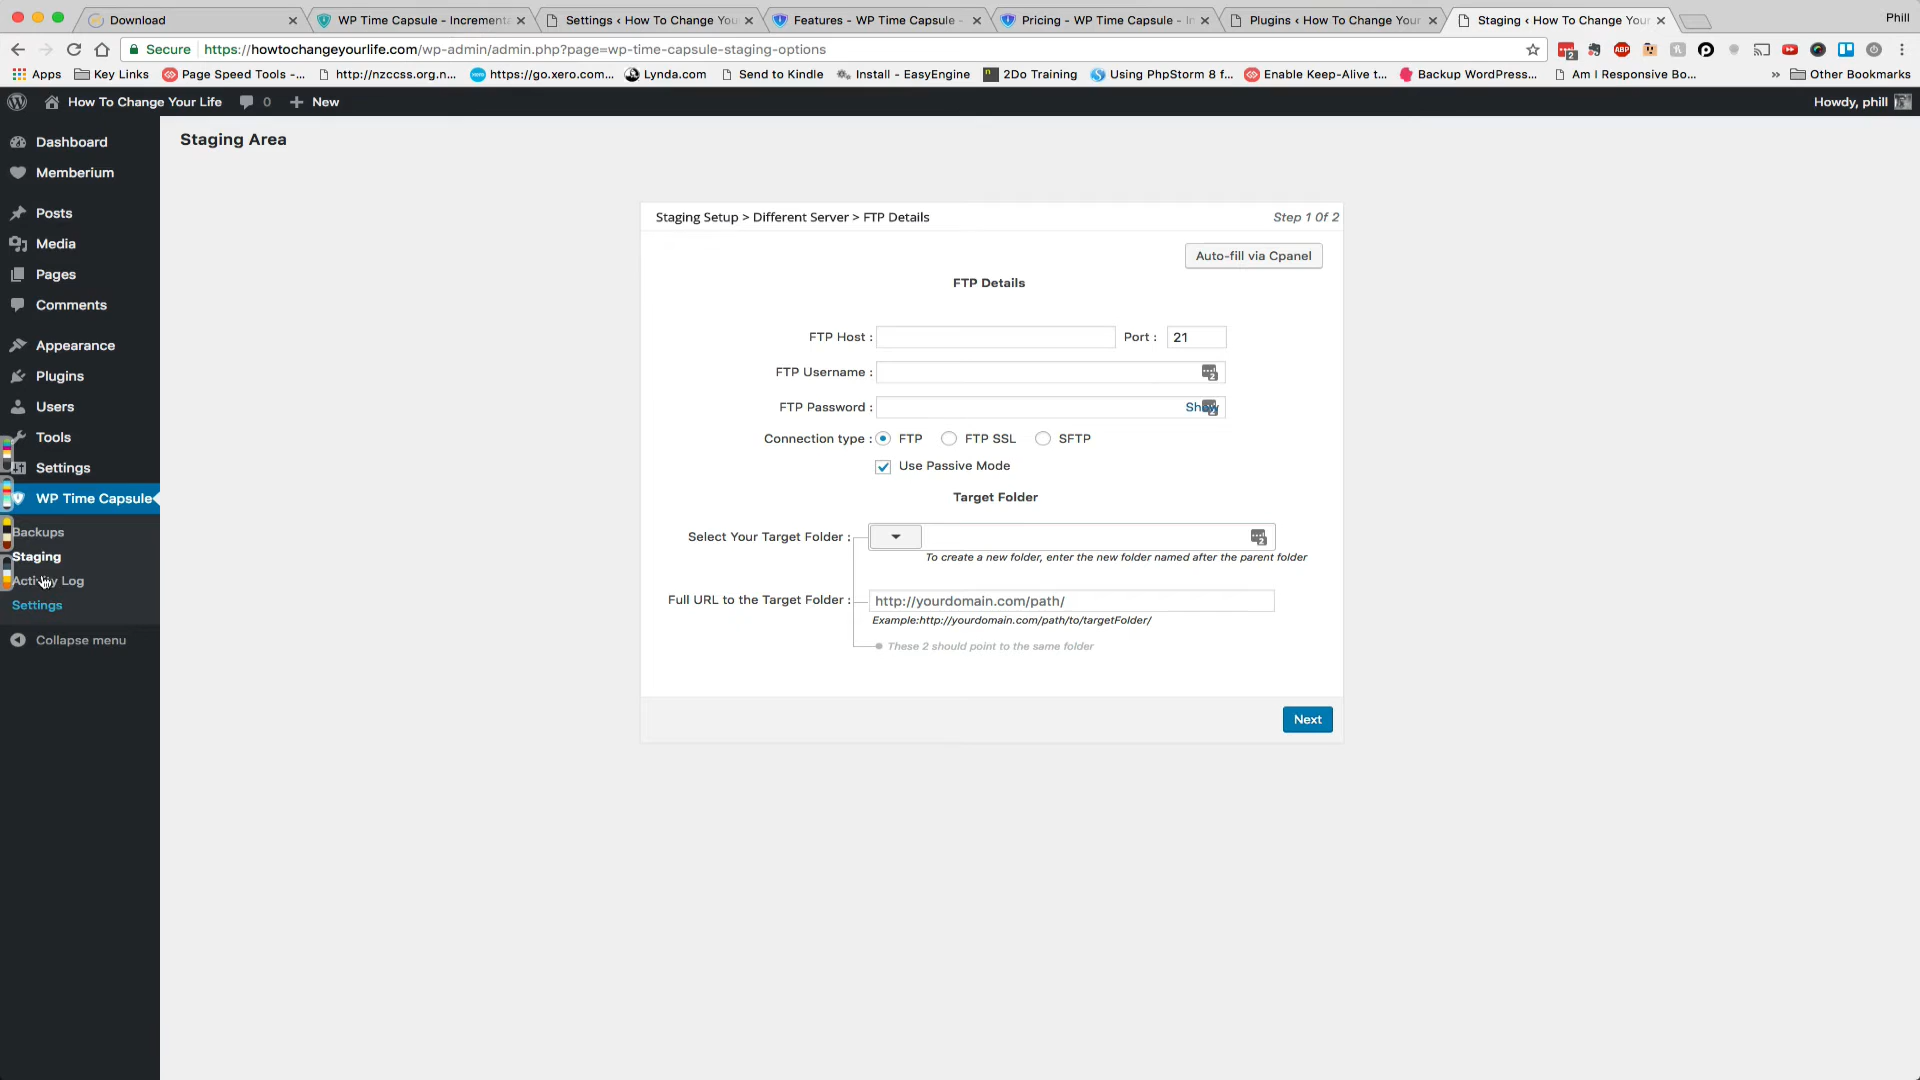 Download
WP Time Capsule - Increment
Settings ‹ How To Change You
Features - WP Time Capsule -
Pricing - WP Time Capsule - In
Plugins ‹ How To Change Your
Staging ‹ How To Change Your
Phill
Secure https://howtochangeyourlife.com/wp-admin/admin.php?page=wp-time-capsule-staging-options
Apps Key Links Page Speed Tools -... http://nzccss.org.n... https://go.xero.com... Lynda.com Send to Kindle Install - EasyEngine 2Do Training Using PhpStorm 8 f... Enable Keep-Alive t... Backup WordPress... Am I Responsive Bo... » Other Bookmarks
How To Change Your Life 0 New Howdy, phill
Dashboard
Memberium
Posts
Media
Pages
Comments
Appearance
Plugins
Users
Tools
Settings
WP Time Capsule
Backups
Staging
Activity Log
Settings
Collapse menu
Staging Area
Staging Setup > Different Server > FTP Details Step 1 Of 2
Auto-fill via Cpanel
FTP Details
FTP Host : Port : 21
FTP Username :
FTP Password : Show
Connection type : FTP FTP SSL SFTP
Use Passive Mode
Target Folder
Select Your Target Folder :
To create a new folder, enter the new folder named after the parent folder
Full URL to the Target Folder : http://yourdomain.com/path/
Example:http://yourdomain.com/path/to/targetFolder/
These 2 should point to the same folder
Next